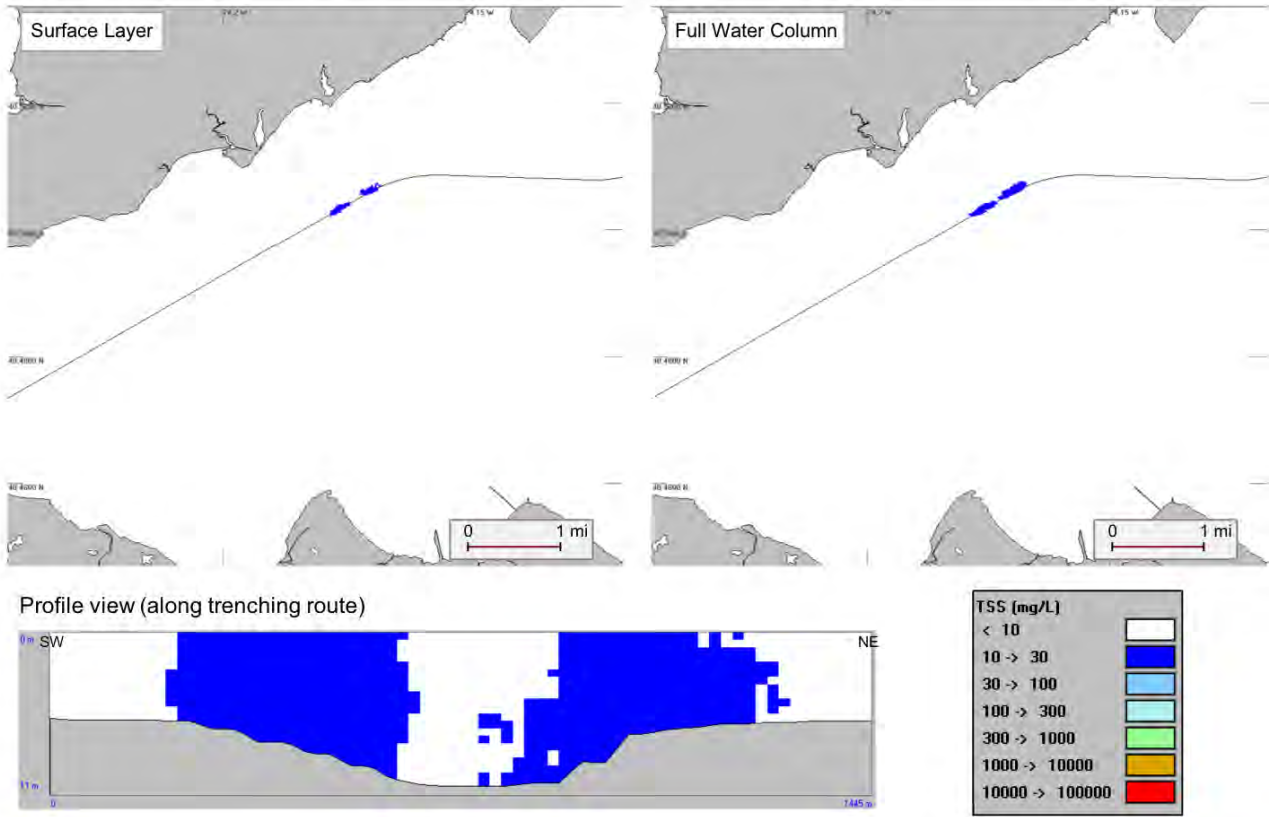 Surface Layer
Full Water Column
0 1 mi
0 1 mi
Profile view (along trenching route)
0 m
SW
NE
11 m
0
1445 m
TSS (mg/L)
< 10
10 -> 30
30 -> 100
100 -> 300
300 -> 1000
1000 -> 10000
10000 -> 100000